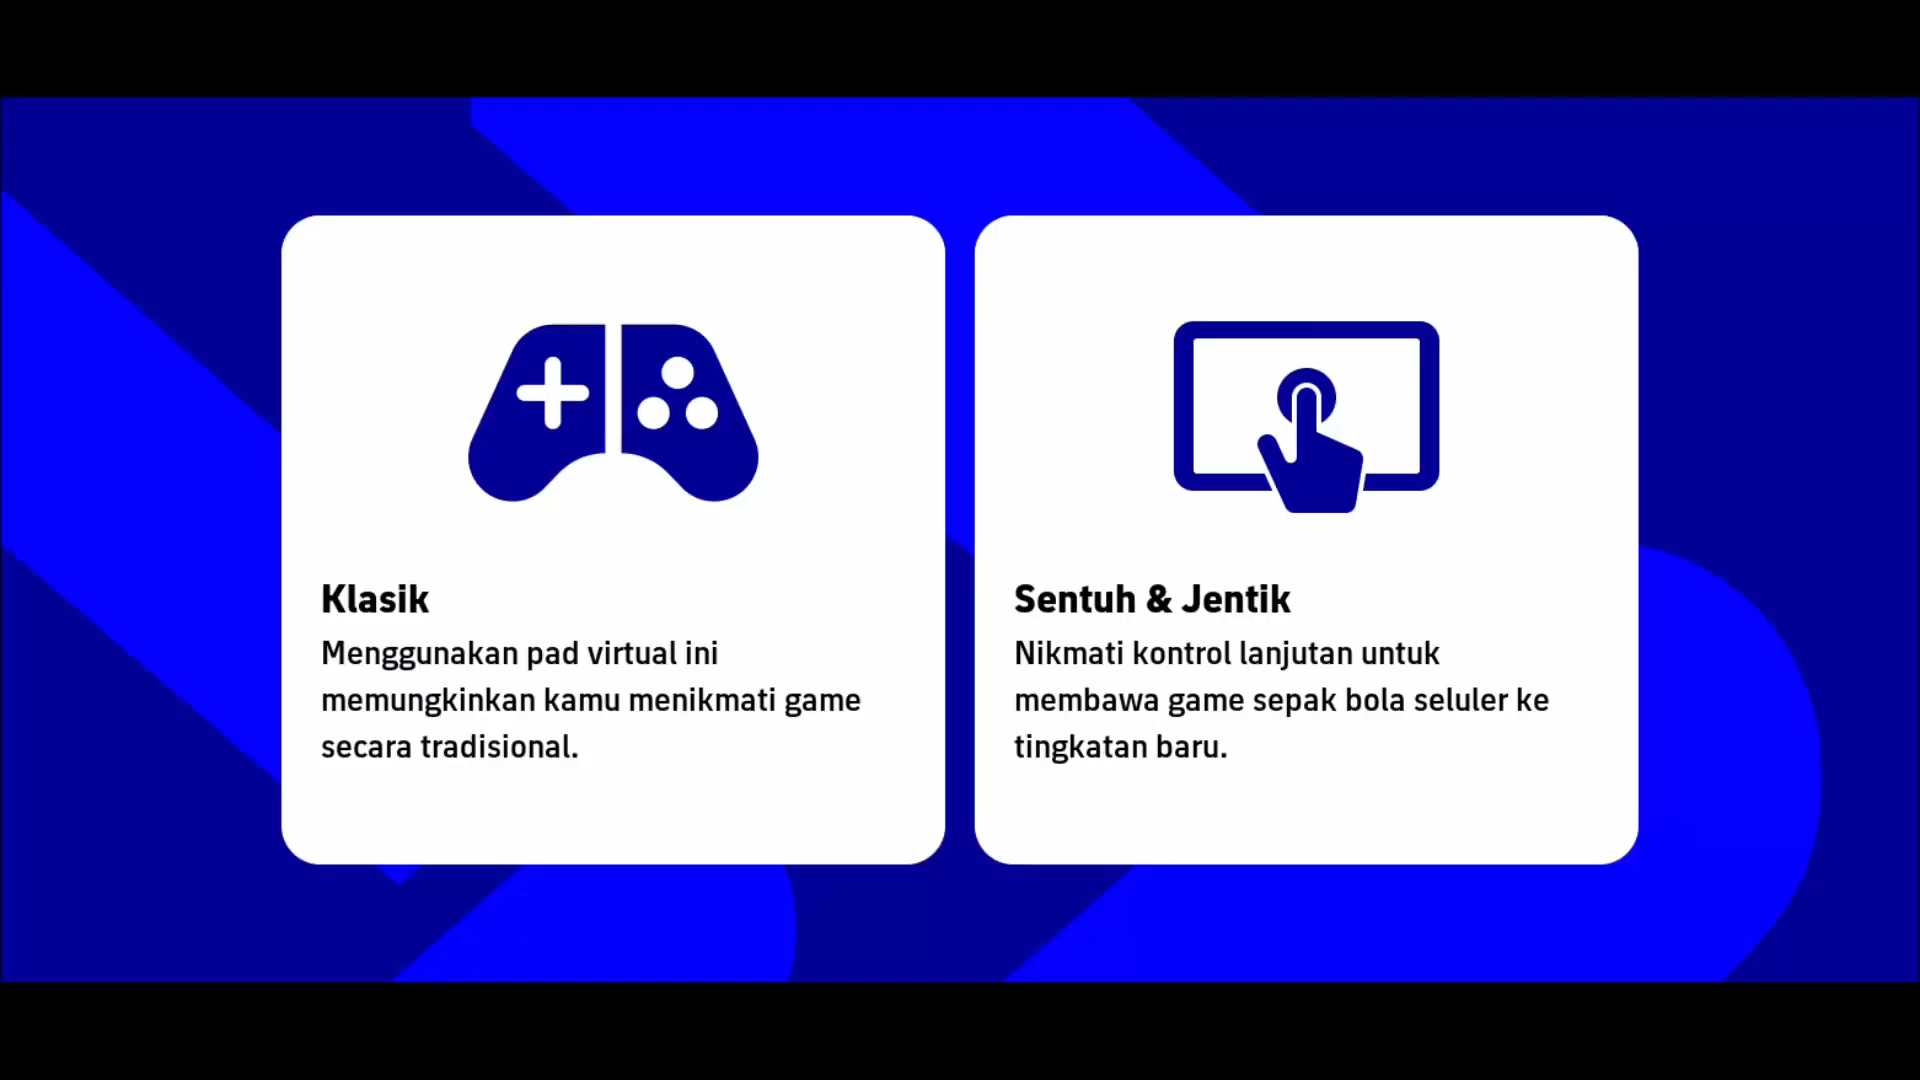 Klasik
Menggunakan pad virtual ini
memungkinkan kamu menikmati game
secara tradisional.
Sentuh & Jentik
Nikmati kontrol lanjutan untuk
membawa game sepak bola seluler ke
tingkatan baru.